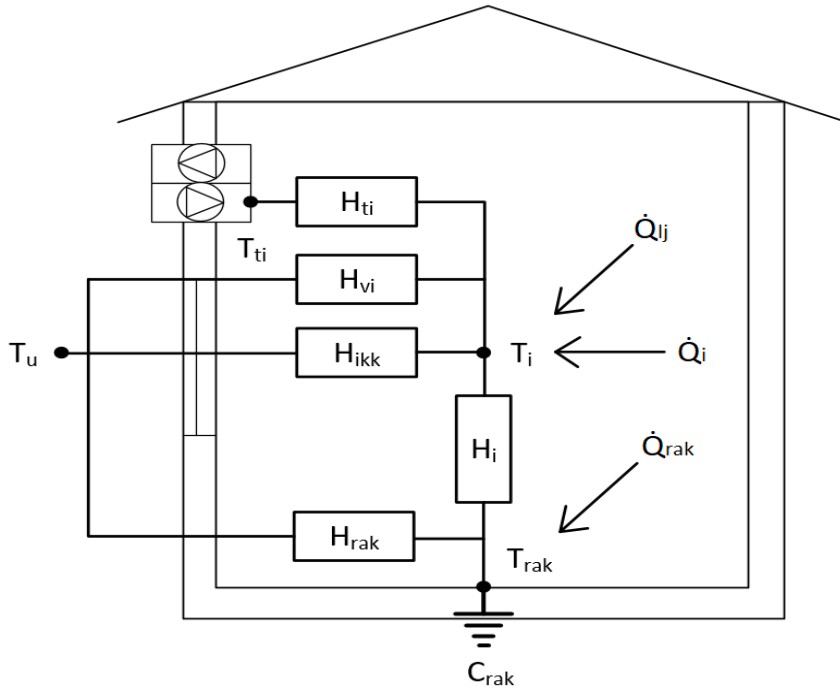 H_ti
T_ti
Q̇_lj
H_vi
T_u
H_ikk
T_i
Q̇_i
H_i
Q̇_rak
H_rak
T_rak
C_rak